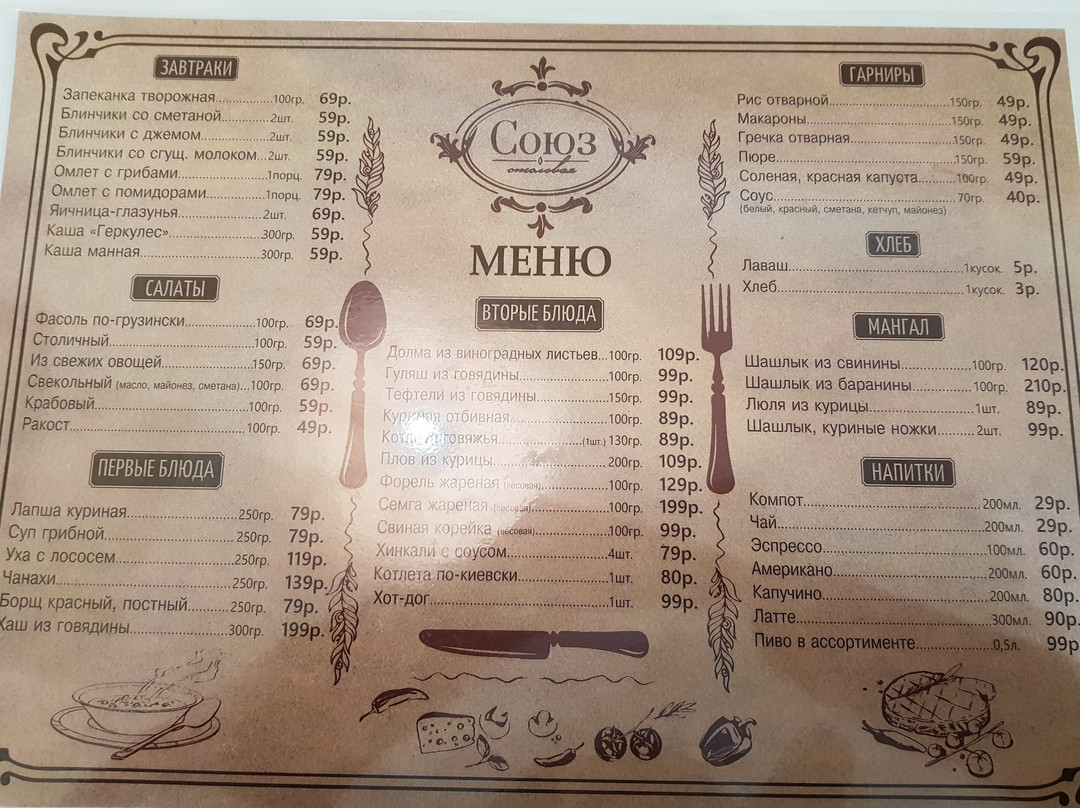 ЗАВТРАКИ
Запеканка творожная 100гр. 69р.
Блинчики со сметаной 2шт. 59р.
Блинчики с джемом 2шт. 59р.
Блинчики со сгущ. молоком 2шт. 59р.
Омлет с грибами 1порц. 79р.
Омлет с помидорами 1порц. 79р.
Яичница-глазунья 2шт. 69р.
Каша «Геркулес» 300гр. 59р.
Каша манная 300гр. 59р.
САЛАТЫ
Фасоль по-грузински 100гр. 69р.
Столичный 100гр. 59р.
Из свежих овощей 150гр. 69р.
Свекольный (масло, майонез, сметана) 100гр. 69р.
Крабовый 100гр. 59р.
Ракост 100гр. 49р.
ПЕРВЫЕ БЛЮДА
Лапша куриная 250гр. 79р.
Суп грибной 250гр. 79р.
Уха с лососем 250гр. 119р.
Чанахи 250гр. 139р.
Борщ красный, постный 250гр. 79р.
Хаш из говядины 300гр. 199р.
Союз
столовая
МЕНЮ
ВТОРЫЕ БЛЮДА
Долма из виноградных листьев 100гр. 109р.
Гуляш из говядины 100гр. 99р.
Тефтели из говядины 150гр. 99р.
Куриная отбивная 100гр. 89р.
Котл говяжья (1шт.) 130гр. 89р.
Плов из курицы 200гр. 109р.
Форель жареная (весовая) 100гр. 129р.
Семга жареная (весовая) 100гр. 199р.
Свиная корейка (весовая) 100гр. 99р.
Хинкали с соусом 4шт. 79р.
Котлета по-киевски 1шт. 80р.
Хот-дог 1шт. 99р.
ГАРНИРЫ
Рис отварной 150гр. 49р.
Макароны 150гр. 49р.
Гречка отварная 150гр. 49р.
Пюре 150гр. 59р.
Соленая, красная капуста 100гр. 49р.
Соус 70гр. 40р.
(белый, красный, сметана, кетчуп, майонез)
ХЛЕБ
Лаваш 1кусок. 5р.
Хлеб 1кусок. 3р.
МАНГАЛ
Шашлык из свинины 100гр. 120р.
Шашлык из баранины 100гр. 210р.
Люля из курицы 1шт. 89р.
Шашлык, куриные ножки 2шт. 99р.
НАПИТКИ
Компот 200мл. 29р.
Чай 200мл. 29р.
Эспрессо 100мл. 60р.
Американо 200мл. 60р.
Капучино 200мл. 80р.
Латте 300мл. 90р.
Пиво в ассортименте 0,5л. 99р